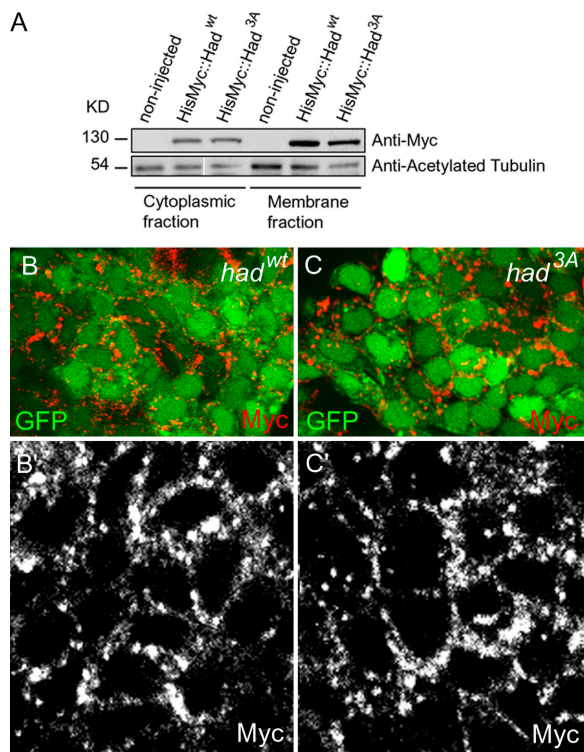 A
non-injected
HisMyc::Had^wt
HisMyc::Had^3A
non-injected
HisMyc::Had^wt
HisMyc::Had^3A
KD
130
Anti-Myc
54
Anti-Acetylated Tubulin
Cytoplasmic
fraction
Membrane
fraction
B
had^wt
GFP
Myc
C
had^3A
GFP
Myc
B'
Myc
C'
Myc